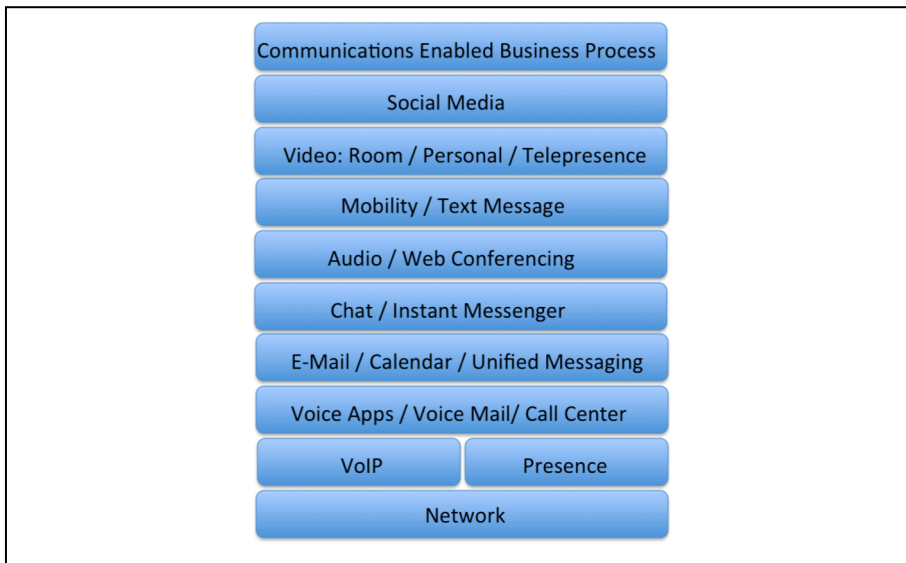 Communications Enabled Business Process
Social Media
Video: Room / Personal / Telepresence
Mobility / Text Message
Audio / Web Conferencing
Chat / Instant Messenger
E-Mail / Calendar / Unified Messaging
Voice Apps / Voice Mail/ Call Center
VoIP
Presence
Network